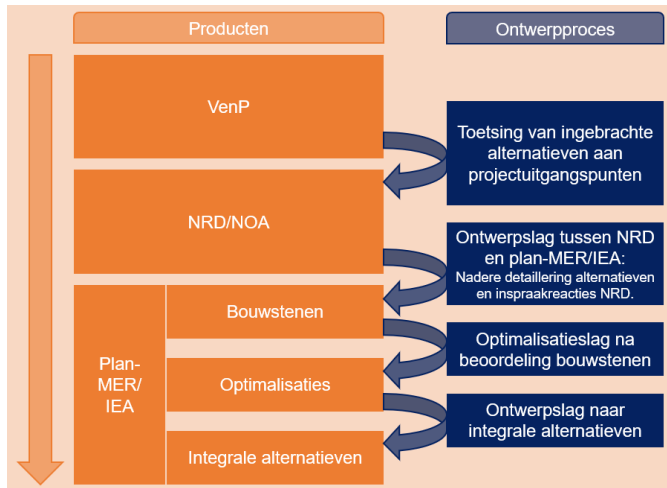 Producten
Ontwerpproces
VenP
Toetsing van ingebrachte
alternatieven aan
projectuitgangspunten
NRD/NOA
Ontwerpslag tussen NRD
en plan-MER/IEA:
Nadere detaillering alternatieven
en inspraakreacties NRD.
Plan-
MER/
IEA
Bouwstenen
Optimalisatieslag na
beoordeling bouwstenen
Optimalisaties
Ontwerpslag naar
integrale alternatieven
Integrale alternatieven